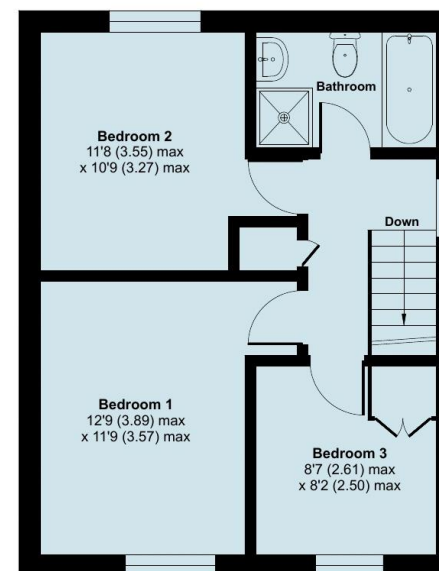 Bathroom
Bedroom 2
11'8 (3.55) max
x 10'9 (3.27) max
Down
Bedroom 1
12'9 (3.89) max
x 11'9 (3.57) max
Bedroom 3
8'7 (2.61) max
x 8'2 (2.50) max